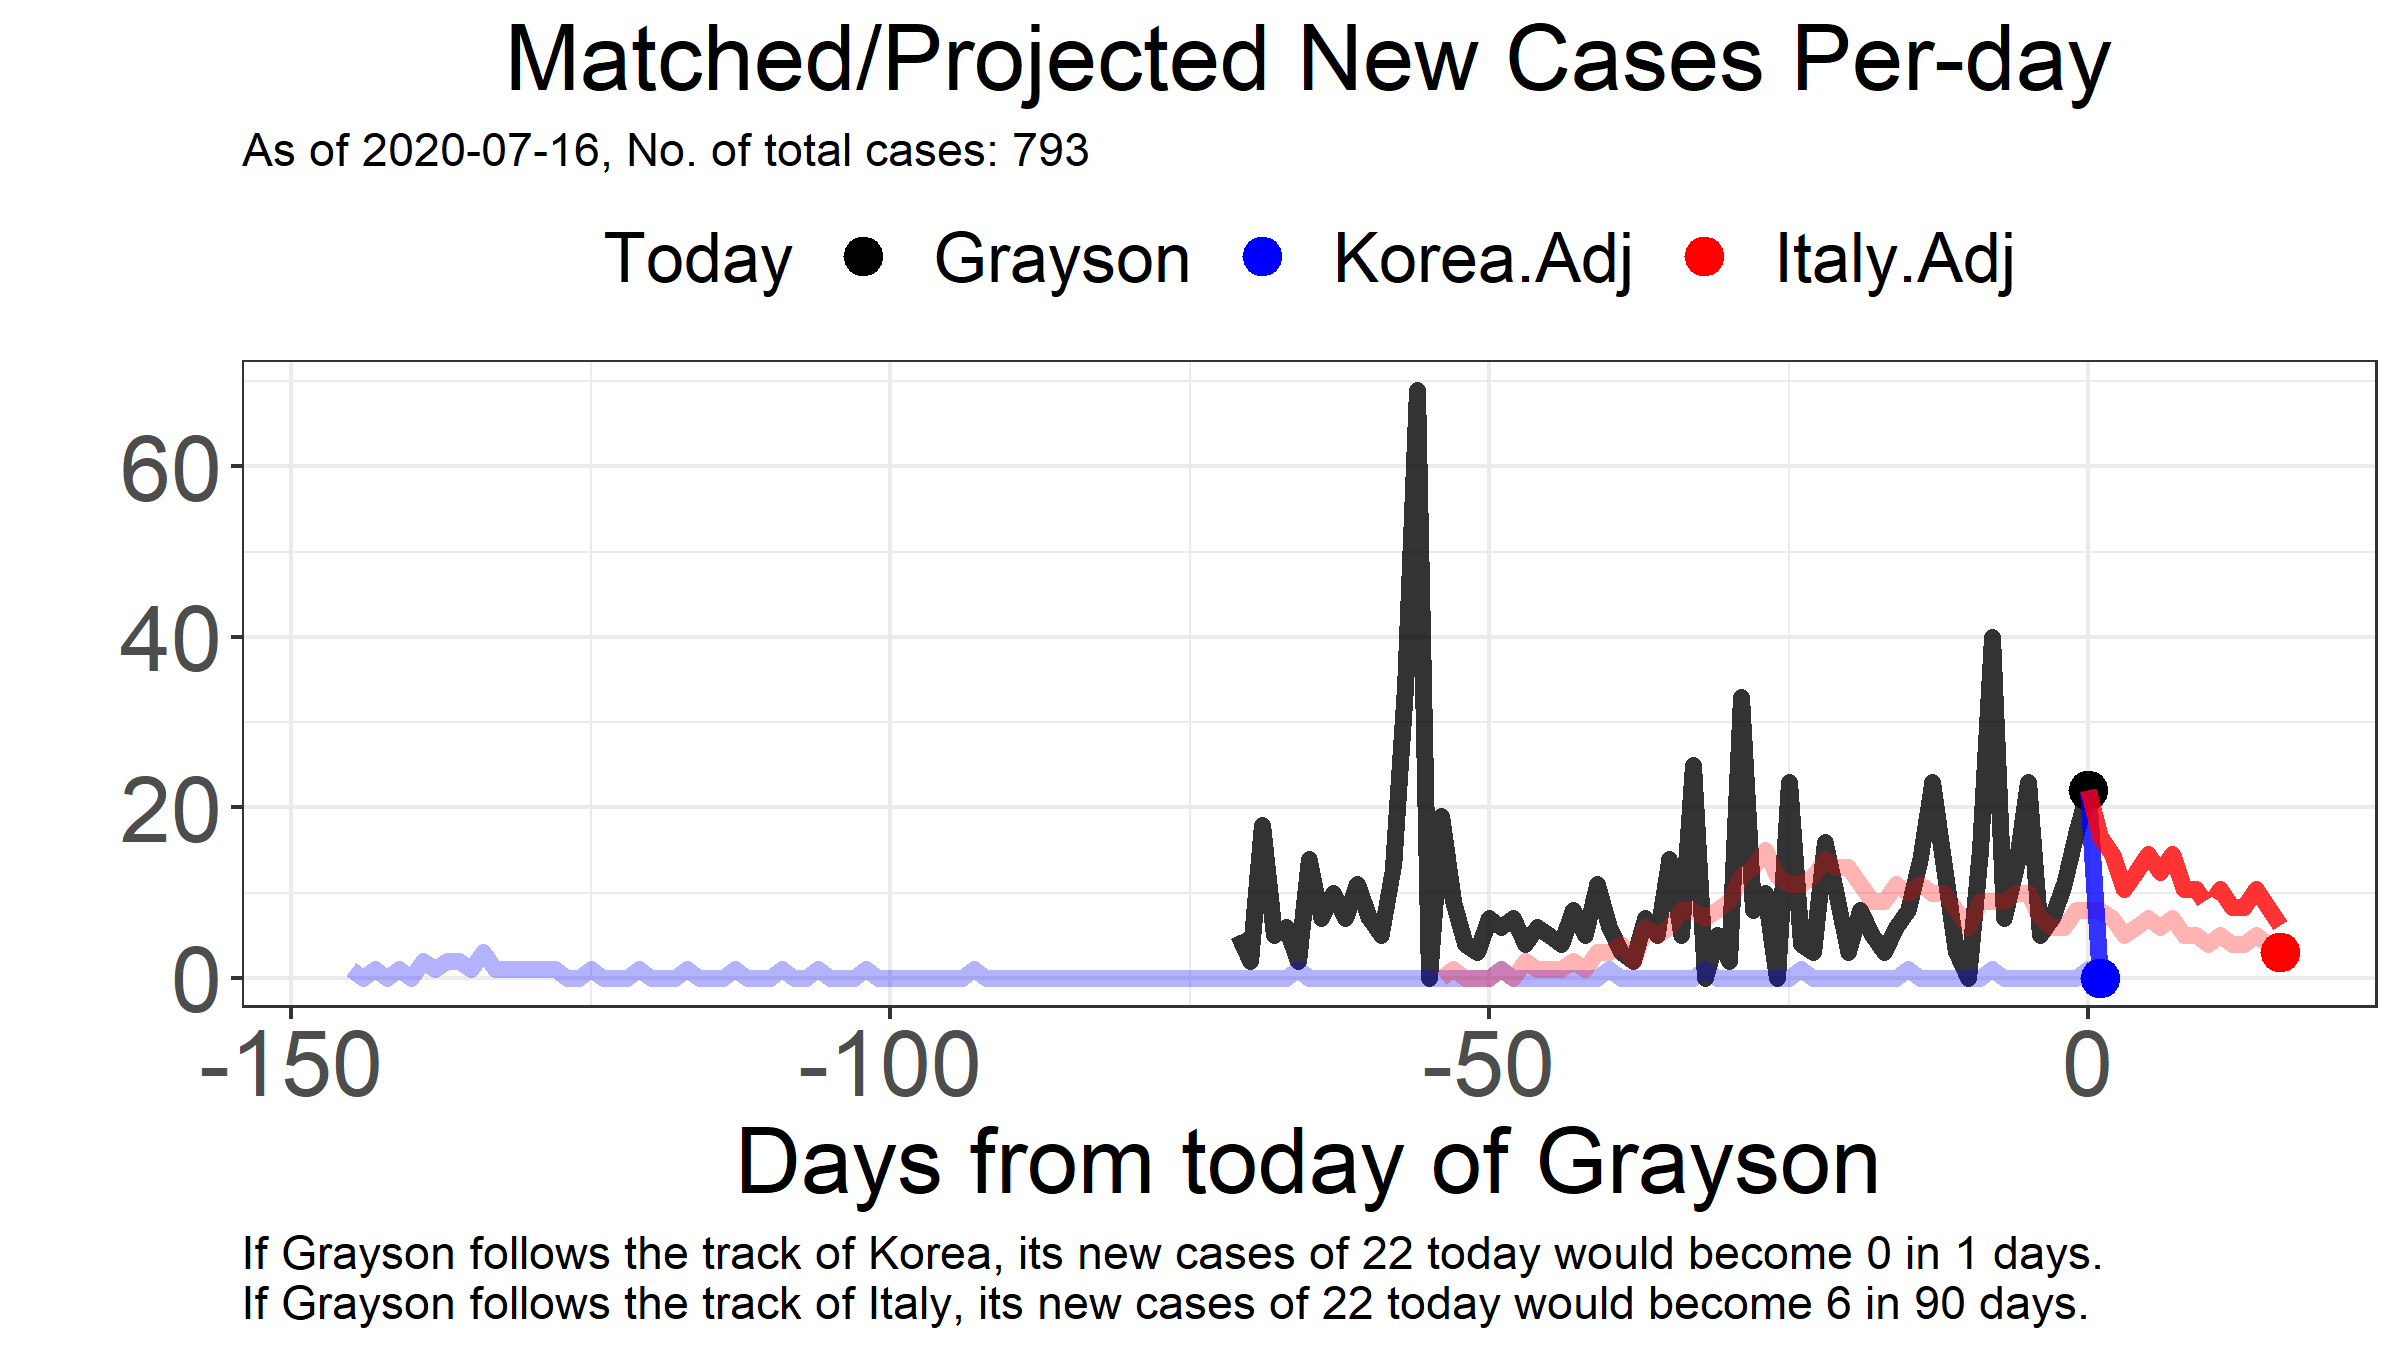 Matched/Projected New Cases Per-day
As of 2020-07-16, No. of total cases: 793
Today Grayson Korea.Adj Italy.Adj
60
40
20
0
-150 -100 -50 0
Days from today of Grayson
If Grayson follows the track of Korea, its new cases of 22 today would become 0 in 1 days.
If Grayson follows the track of Italy, its new cases of 22 today would become 6 in 90 days.